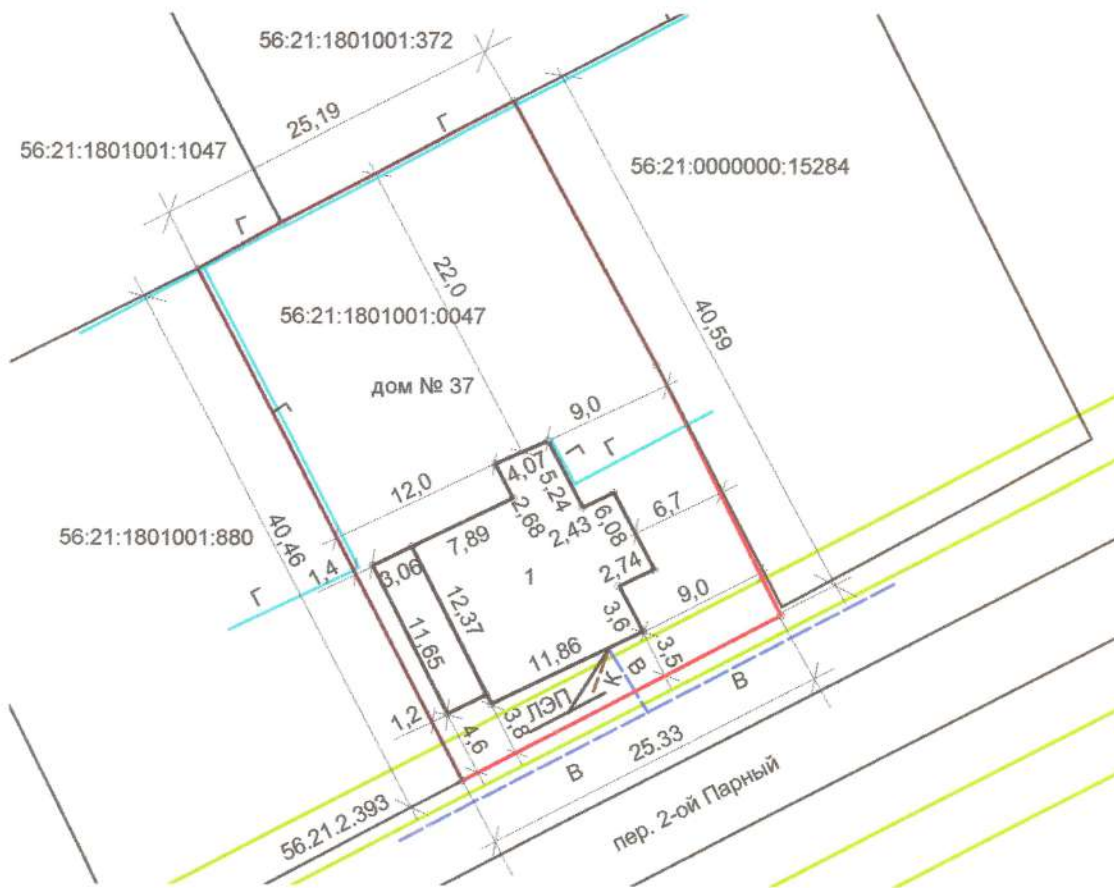 56:21:1801001:372
25,19
Г
56:21:1801001:1047
56:21:0000000:15284
Г
22,0
56:21:1801001:0047
40,59
дом № 37
Г
9,0
Г
Г
4,07
5,24
12,0
2,68
6,08
6,7
2,43
7,89
40,46
56:21:1801001:880
1,4
3,06
1
2,74
Г
12,37
9,0
3,6
11,65
11,86
3,5
В
К
В
ЛЭП
1,2
3,8
4,6
25.33
В
56.21.2.393
пер. 2-ой Парный